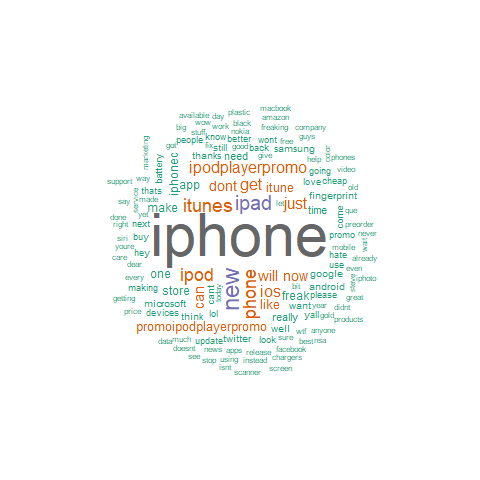 macbook
available day plastic amazon
wow black
big stuff work nokia freaking company
people know better wont free guys
marketing got fix still good back samsung color
thanks need give help phones
battery iphonec ipodplayerpromo going video
support way app dont get itune love cheap old
thats fingerprint
service made itunes ipad let just
say make time come que
done yet preorder
right next iphone promo never
siri buy mobile wait
youre hey hate already
care use even
dear one ipod new phone will now google steve iphoto
every store ios android
making can cant today bit please great
getting microsoft like freak want year didnt
price devices think lol really yall gold products
promoipodplayerpromo well wtf anyone
data much update twitter look sure best nsa
doesnt news apps release facebook
see stop using instead chargers
isnt scanner screen